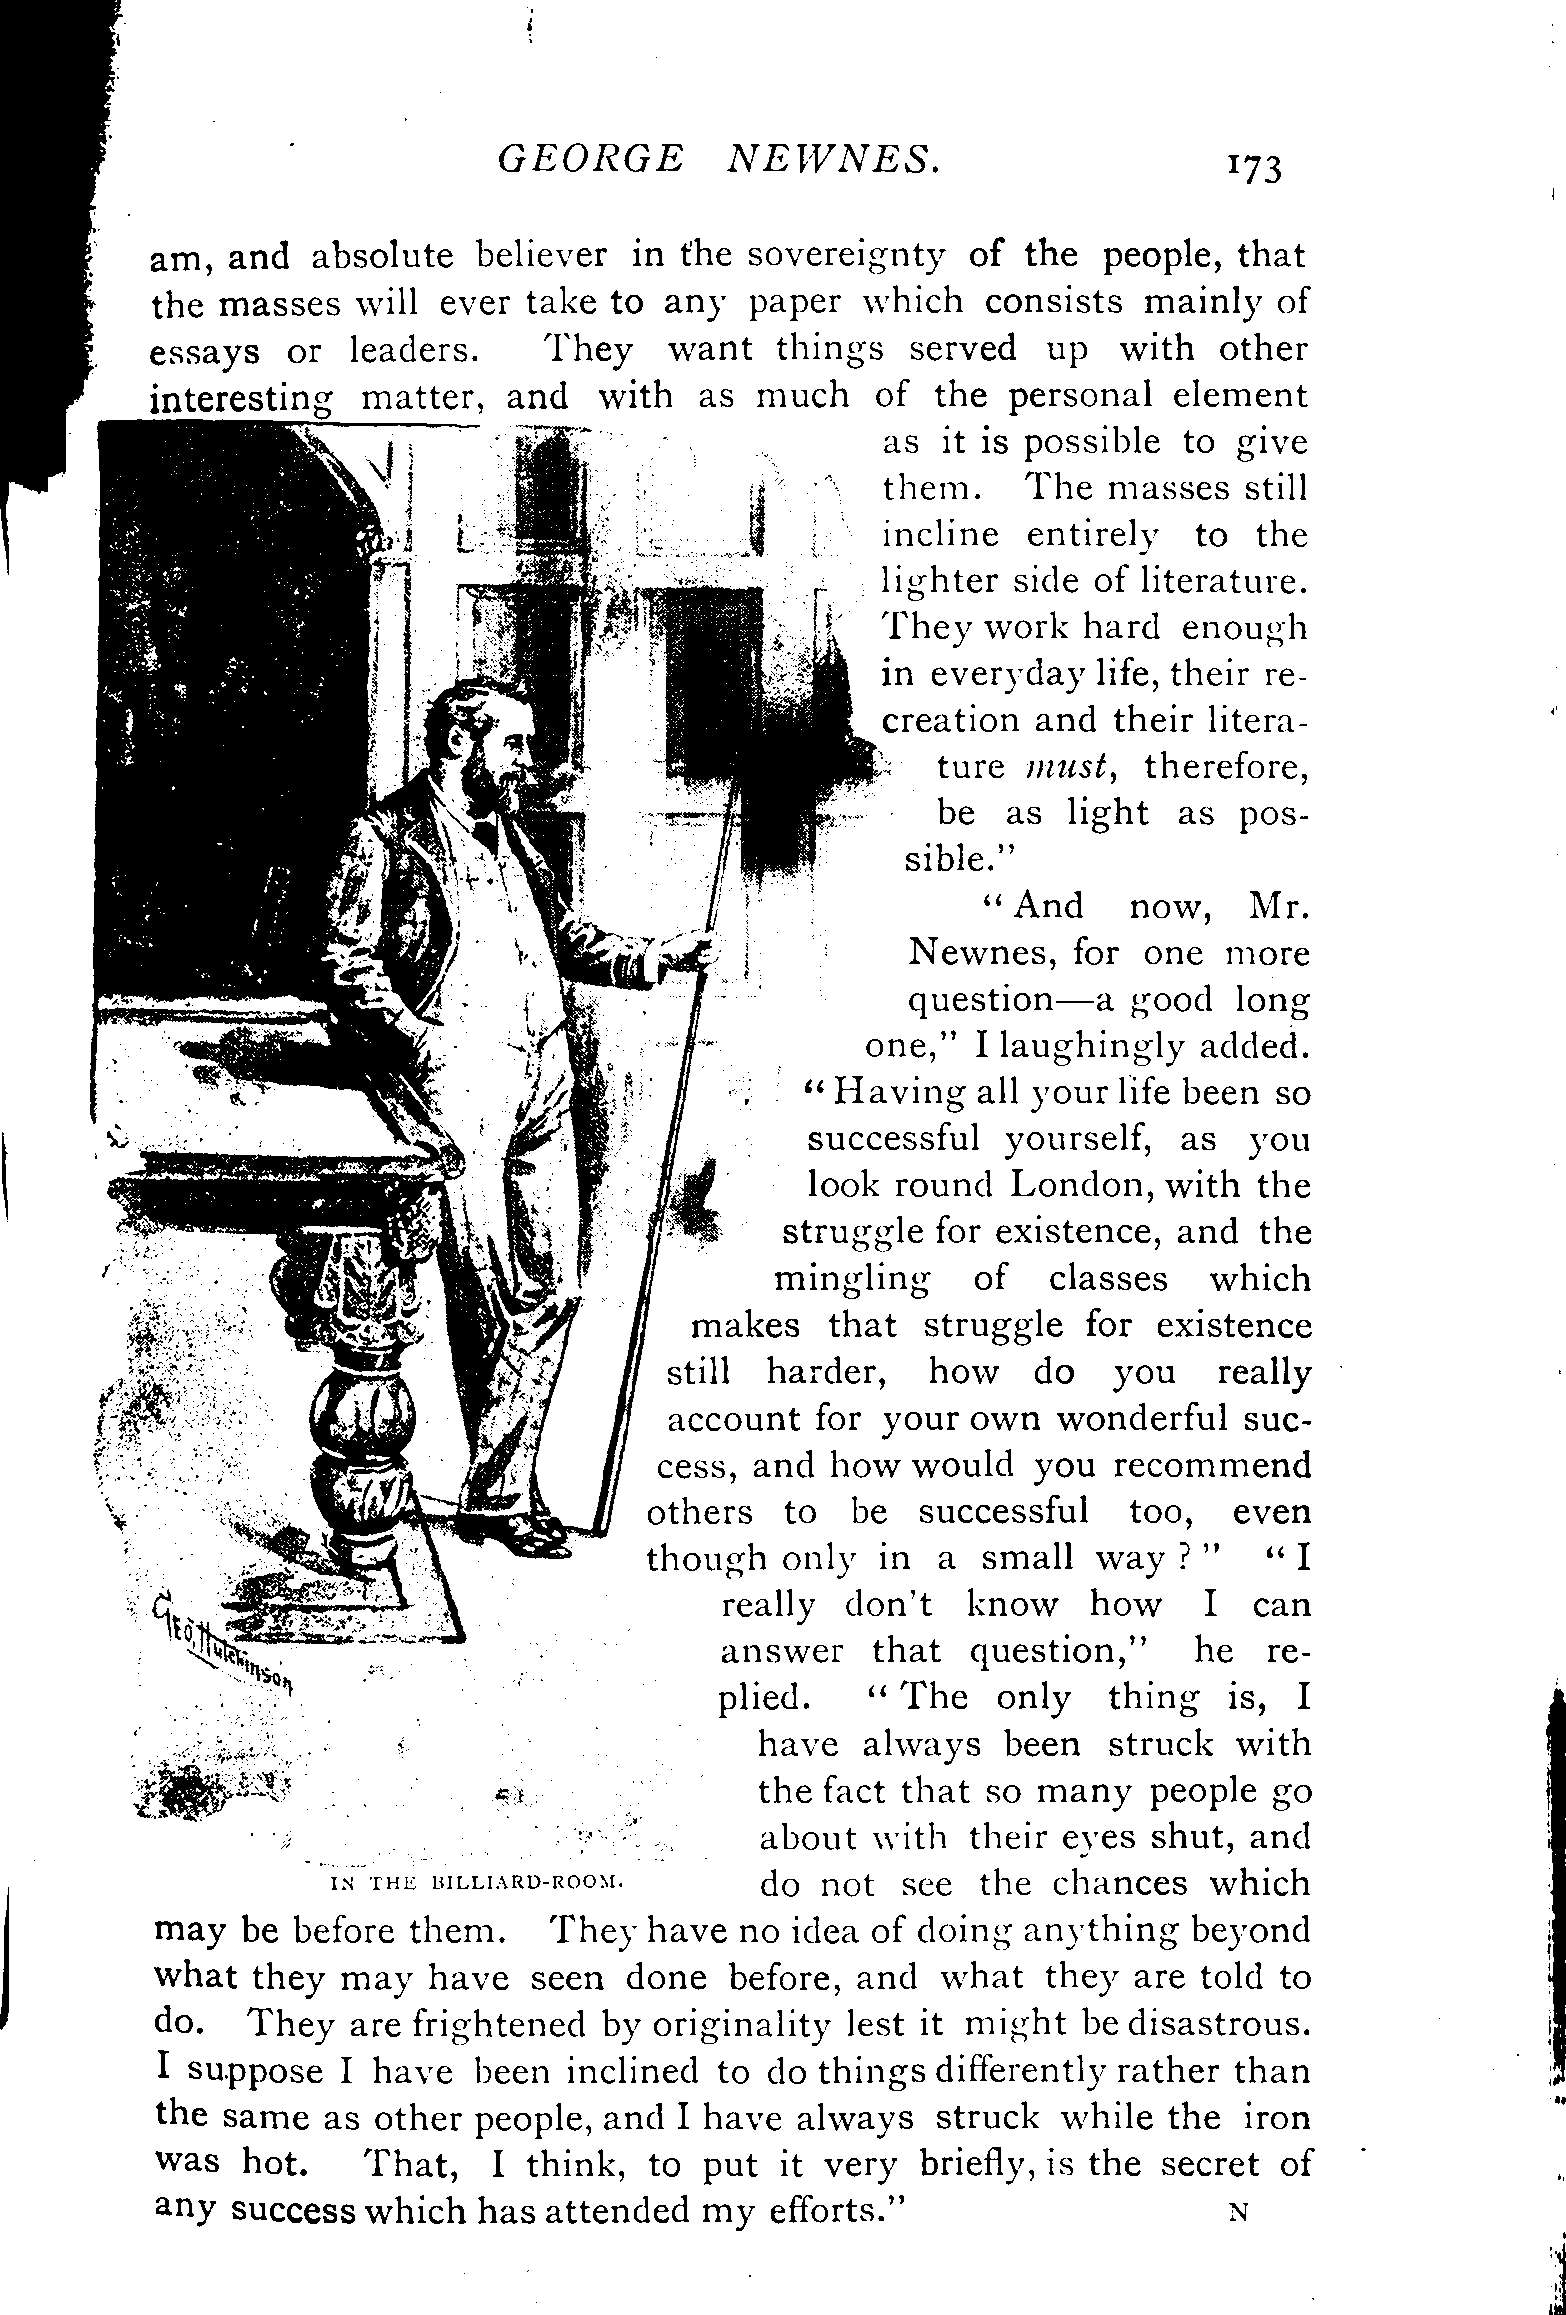 GEORGE NEWNES. 173
am, and absolute believer in the sovereignty of the people, that
the masses will ever take to any paper which consists mainly of
essays or leaders. They want things served up with other
interesting matter, and with as much of the personal element
as it is possible to give
them. The masses still
incline entirely to the
lighter side of literature.
They work hard enough
in everyday life, their re-
creation and their litera-
ture must, therefore,
be as light as pos-
sible.”
“And now, Mr.
Newnes, for one more
question—a good long
one,” I laughingly added.
“Having all your life been so
successful yourself, as you
look round London, with the
struggle for existence, and the
mingling of classes which
makes that struggle for existence
still harder, how do you really
account for your own wonderful suc-
cess, and how would you recommend
others to be successful too, even
though only in a small way?” “I
really don't know how I can
answer that question,” he re-
plied. “The only thing is, I
have always been struck with
the fact that so many people go
about with their eyes shut, and
do not see the chances which
Geo. Hutchinson
IN THE BILLIARD-ROOM.
may be before them. They have no idea of doing anything beyond
what they may have seen done before, and what they are told to
do. They are frightened by originality lest it might be disastrous.
I suppose I have been inclined to do things differently rather than
the same as other people, and I have always struck while the iron
was hot. That, I think, to put it very briefly, is the secret of
any success which has attended my efforts.”
N